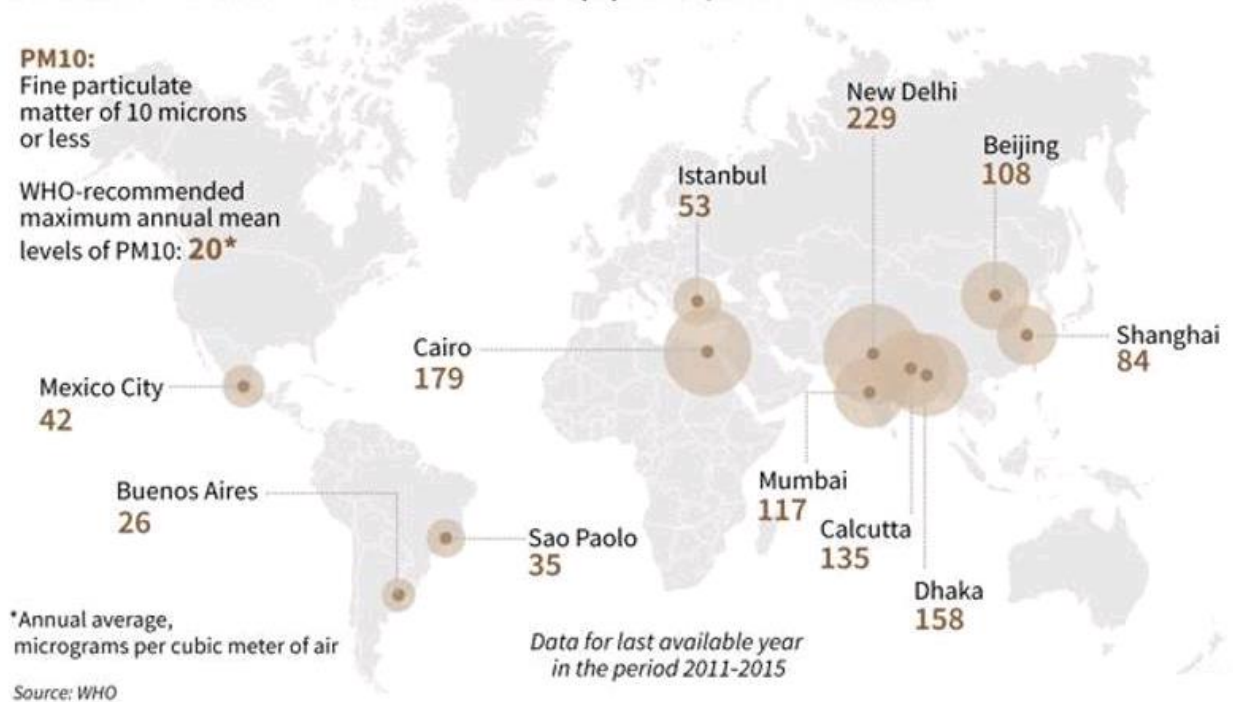 PM10:
Fine particulate
matter of 10 microns
or less
WHO-recommended
maximum annual mean
levels of PM10: 20*
New Delhi
229
Beijing
108
Istanbul
53
Shanghai
84
Cairo
179
Mexico City
42
Mumbai
117
Buenos Aires
26
Calcutta
135
Sao Paolo
35
Dhaka
158
*Annual average,
micrograms per cubic meter of air
Data for last available year
in the period 2011-2015
Source: WHO